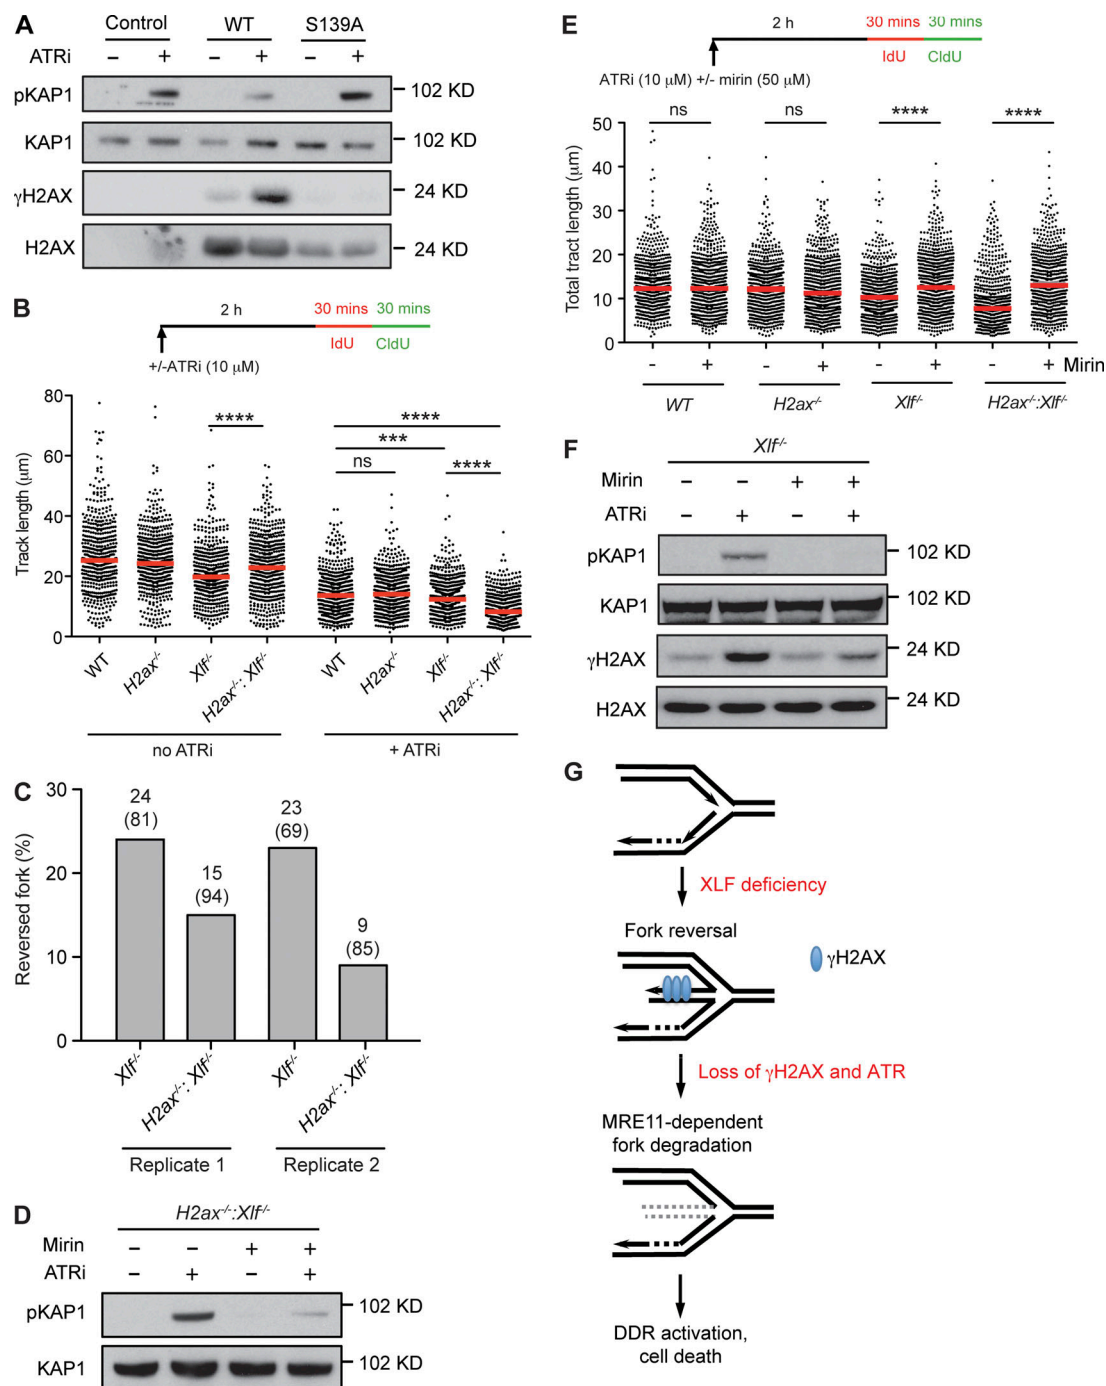 A
Control WT S139A
ATRi – + – + – +
pKAP1 102 KD
KAP1 102 KD
γH2AX 24 KD
H2AX 24 KD
B
2 h 30 mins 30 mins
IdU CldU
+/-ATRi (10 μM)
Track length (μm)
80
60
40
20
0
**** ns *** **** ****
WT H2ax-/- Xlf-/- H2ax-/-: Xlf-/- WT H2ax-/- Xlf-/- H2ax-/-: Xlf-/-
no ATRi + ATRi
C
Reversed fork (%)
30
20
10
0
24 (81) 15 (94) 23 (69) 9 (85)
Xlf-/- H2ax-/-: Xlf-/- Xlf-/- H2ax-/-: Xlf-/-
Replicate 1 Replicate 2
D
H2ax-/-:Xlf-/-
Mirin – – + +
ATRi – + – +
pKAP1 102 KD
KAP1 102 KD
E
2 h 30 mins 30 mins
IdU CldU
ATRi (10 μM) +/- mirin (50 μM)
Total tract length (μm)
50
40
30
20
10
0
ns ns **** ****
- + - + - + - + Mirin
WT H2ax-/- Xlf-/- H2ax-/-:Xlf-/-
F
Xlf-/-
Mirin – – + +
ATRi – + – +
pKAP1 102 KD
KAP1 102 KD
γH2AX 24 KD
H2AX 24 KD
G
XLF deficiency
Fork reversal
γH2AX
Loss of γH2AX and ATR
MRE11-dependent
fork degradation
DDR activation,
cell death